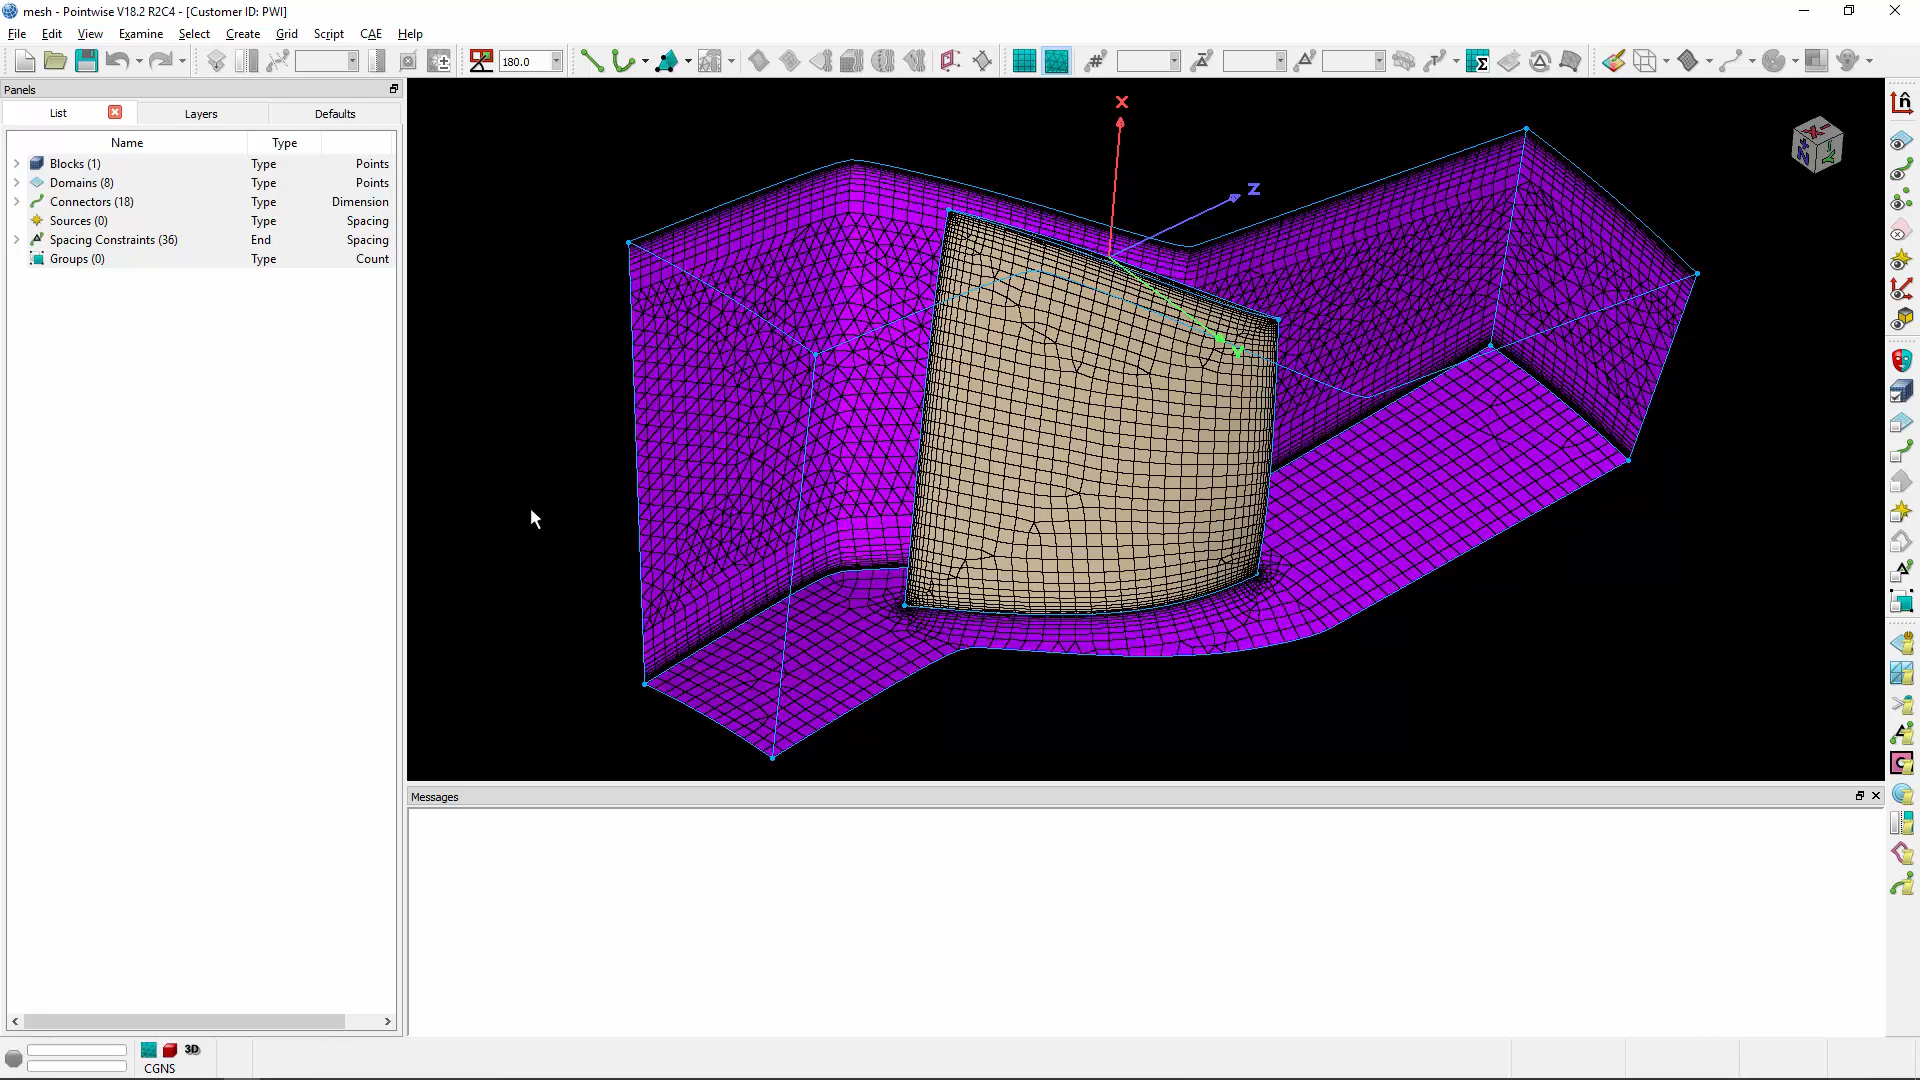 mesh - Pointwise V18.2 R2C4 - [Customer ID: PWI]
File Edit View Examine Select Create Grid Script CAE Help
180.0
Panels
List Layers Defaults
Name Type
Blocks (1) Type Points
Domains (8) Type Points
Connectors (18) Type Dimension
Sources (0) Type Spacing
Spacing Constraints (36) End Spacing
Groups (0) Type Count
X
Z
Y
Messages
3D
CGNS